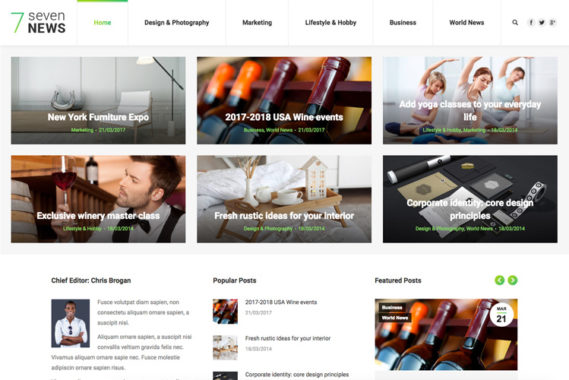 7 seven
NEWS
Home
Design & Photography
Marketing
Lifestyle & Hobby
Business
World News
New York Furniture Expo
Marketing - 21/03/2017
2017-2018 USA Wine events
Business, World News - 21/03/2017
Add yoga classes to your everyday
life
Lifestyle & Hobby, Marketing - 18/03/2014
Exclusive winery master class
Lifestyle & Hobby - 18/03/2014
Fresh rustic ideas for your interior
Design & Photography - 18/03/2014
Corporate identity: core design
principles
Design & Photography, World News - 18/03/2014
Chief Editor: Chris Brogan
Fusce volutpat diam sapien, non
consectetu aliquam ornare sapien, a
suscipit nisi.
Aliquam ornare sapien, a suscipit nisi
convallis veltiam gravida felis nec.
Vivamus aliquam ornare sapie nec. Fusce molestie
adipiscim ornare sapien risus.
Popular Posts
2017-2018 USA Wine events
21/03/2017
Fresh rustic ideas for your interior
18/03/2014
Corporate identity: core design principles
Featured Posts
Business
World News
MAR
21